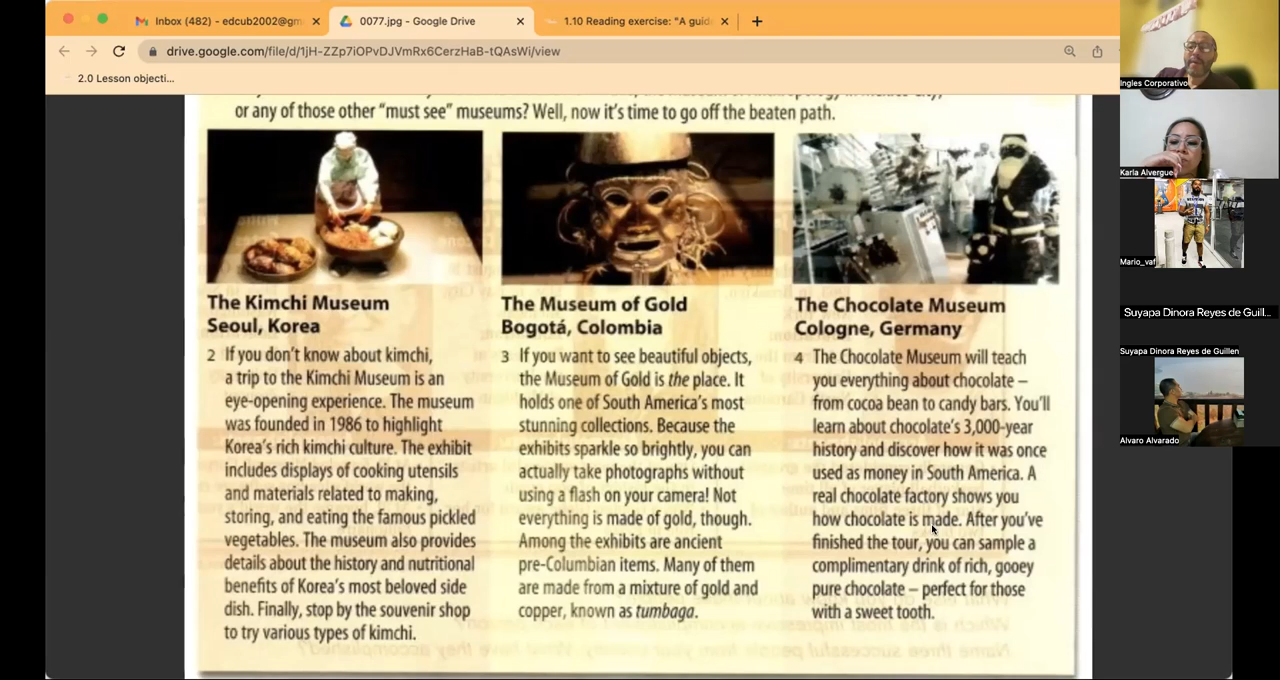 Inbox (482) – edcub2002@gm
0077.jpg - Google Drive
1.10 Reading exercise: "A guid
drive.google.com/file/d/1jH-ZZp7iOPvDJVmRx6CerzHaB-tQAsWi/view
2.0 Lesson objecti...
or any of those other “must see” museums? Well, now it’s time to go off the beaten path.
The Kimchi Museum
Seoul, Korea
2 If you don’t know about kimchi,
a trip to the Kimchi Museum is an
eye-opening experience. The museum
was founded in 1986 to highlight
Korea’s rich kimchi culture. The exhibit
includes displays of cooking utensils
and materials related to making,
storing, and eating the famous pickled
vegetables. The museum also provides
details about the history and nutritional
benefits of Korea’s most beloved side
dish. Finally, stop by the souvenir shop
to try various types of kimchi.
The Museum of Gold
Bogotá, Colombia
3 If you want to see beautiful objects,
the Museum of Gold is the place. It
holds one of South America’s most
stunning collections. Because the
exhibits sparkle so brightly, you can
actually take photographs without
using a flash on your camera! Not
everything is made of gold, though.
Among the exhibits are ancient
pre-Columbian items. Many of them
are made from a mixture of gold and
copper, known as tumbaga.
The Chocolate Museum
Cologne, Germany
4 The Chocolate Museum will teach
you everything about chocolate –
from cocoa bean to candy bars. You’ll
learn about chocolate’s 3,000-year
history and discover how it was once
used as money in South America. A
real chocolate factory shows you
how chocolate is made. After you’ve
finished the tour, you can sample a
complimentary drink of rich, gooey
pure chocolate – perfect for those
with a sweet tooth.
Ingles Corporativo
Karla Alvergue
Mario_vaf
Suyapa Dinora Reyes de Guill...
Suyapa Dinora Reyes de Guillen
Alvaro Alvarado